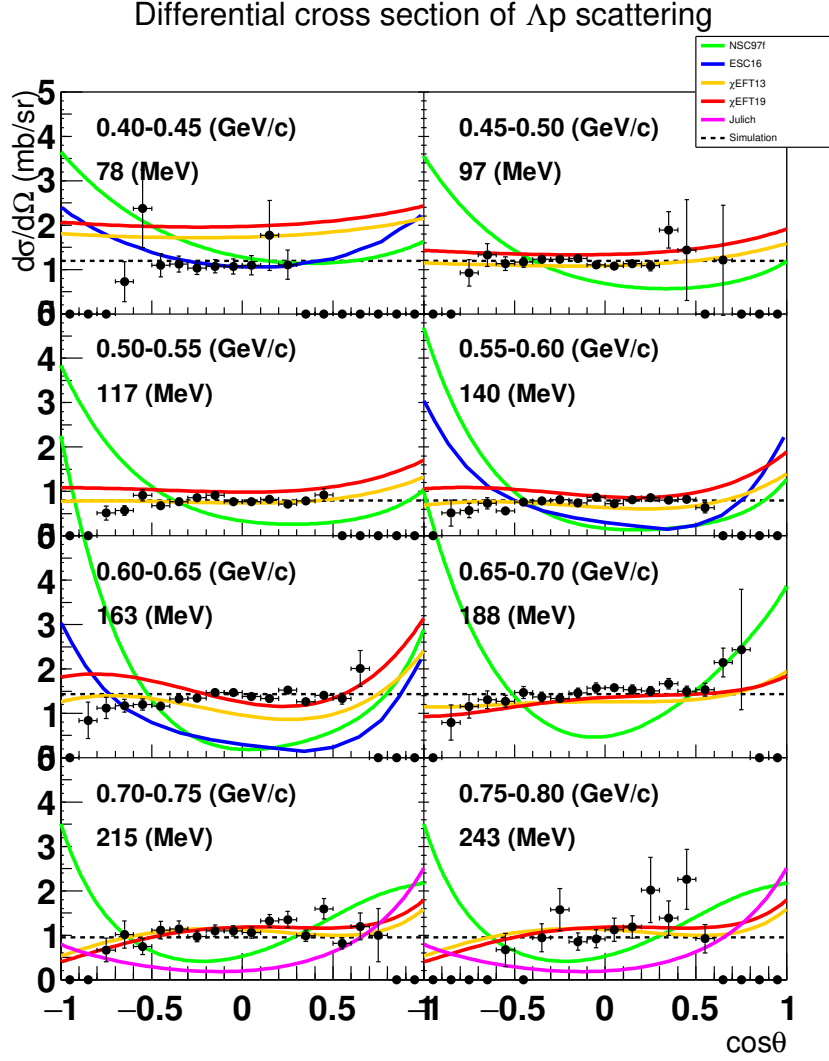 Differential cross section of Λp scattering
NSC97f
ESC16
χEFT13
χEFT19
Julich
Simulation
dσ/dΩ (mb/sr)
5
4
3
2
1
0.40-0.45 (GeV/c)
78 (MeV)
0.45-0.50 (GeV/c)
97 (MeV)
4
3
2
1
0.50-0.55 (GeV/c)
117 (MeV)
0.55-0.60 (GeV/c)
140 (MeV)
4
3
2
1
0.60-0.65 (GeV/c)
163 (MeV)
0.65-0.70 (GeV/c)
188 (MeV)
4
3
2
1
0
0.70-0.75 (GeV/c)
215 (MeV)
0.75-0.80 (GeV/c)
243 (MeV)
−1 −0.5 0 0.5 −0.5 0 0.5 1
cosθ